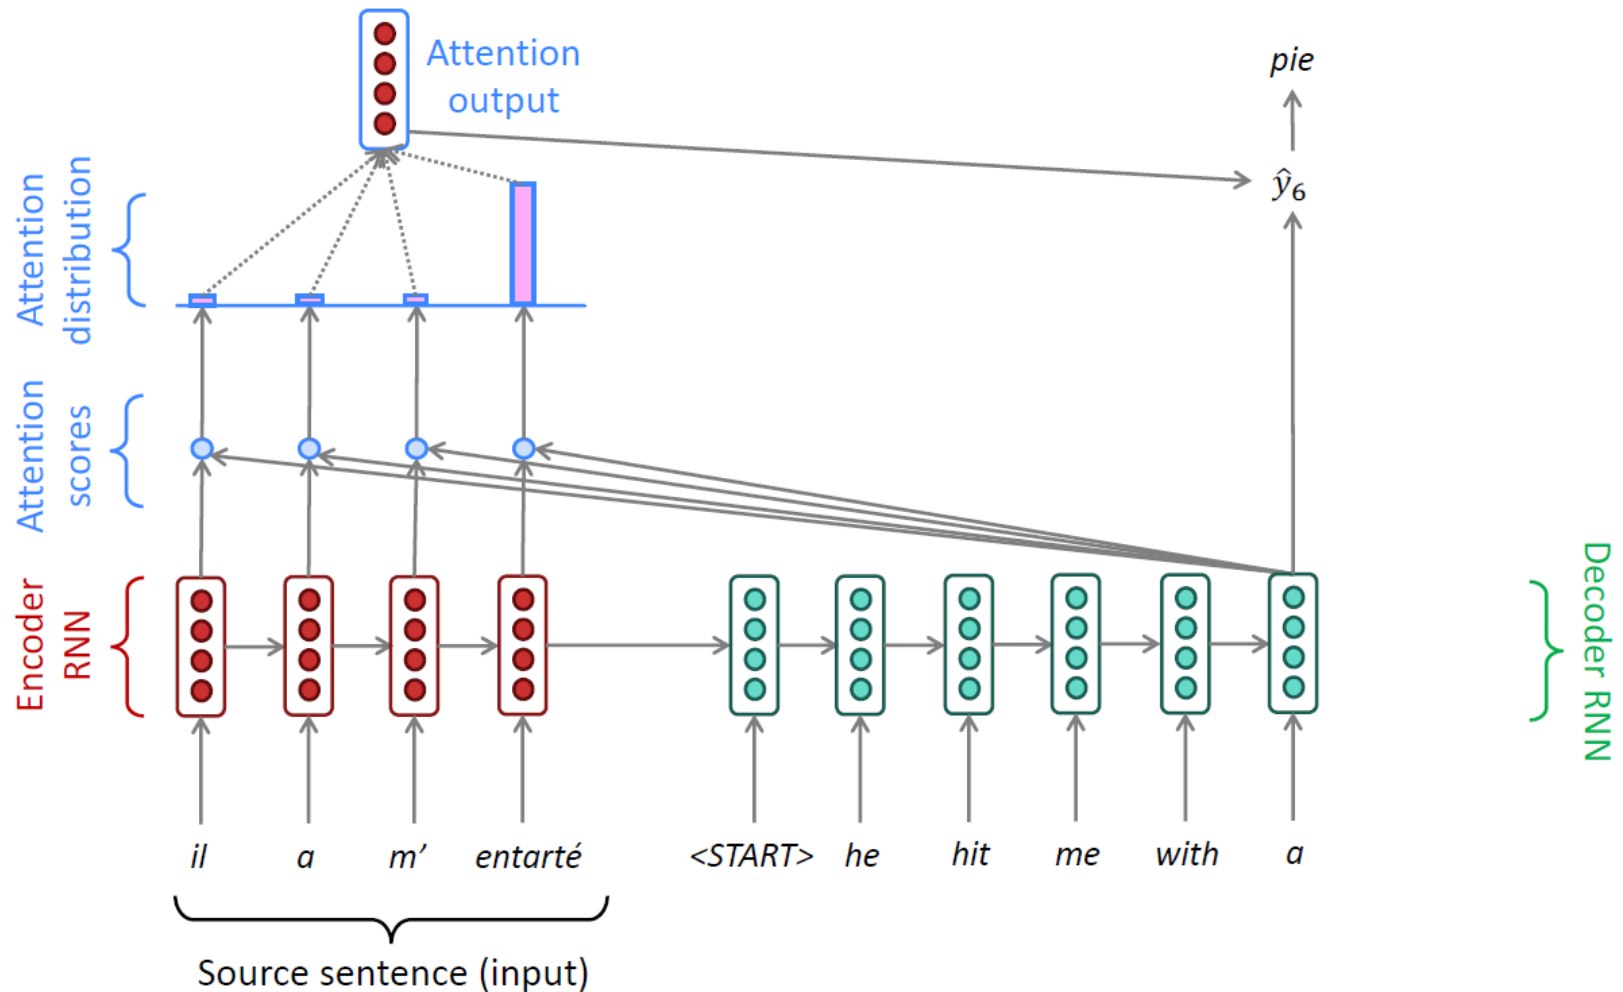 Attention
output
pie
ŷ6
Attention
distribution
Attention
scores
Encoder
RNN
Decoder RNN
il a m’ entarté <START> he hit me with a
Source sentence (input)